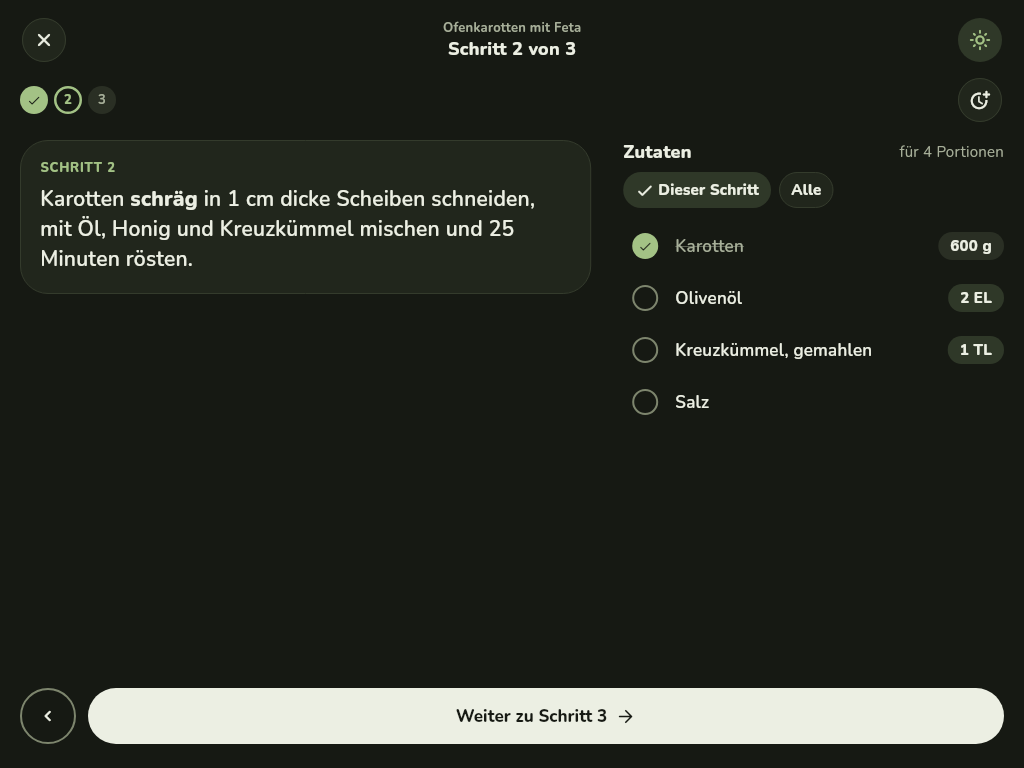 Ofenkarotten mit Feta
Schritt 2 von 3
2
3
SCHRITT 2
Karotten schräg in 1 cm dicke Scheiben schneiden,
mit Öl, Honig und Kreuzkümmel mischen und 25
Minuten rösten.
Zutaten
für 4 Portionen
Dieser Schritt
Alle
Karotten
600 g
Olivenöl
2 EL
Kreuzkümmel, gemahlen
1 TL
Salz
Weiter zu Schritt 3